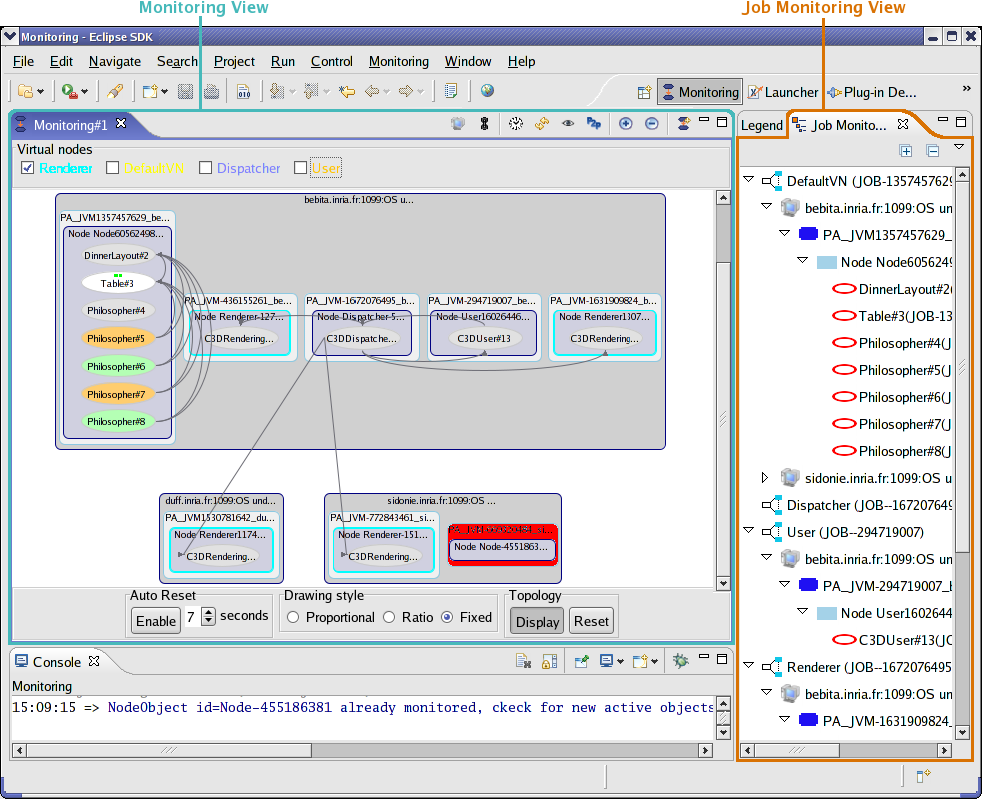 Monitoring View
Job Monitoring View
Monitoring - Eclipse SDK
File Edit Navigate Search Project Run Control Monitoring Window Help
Monitoring Launcher Plug-in De... »
Monitoring#1
Legend Job Monito...
Virtual nodes
Renderer DefaultVN Dispatcher User
bebita.inria.fr:1099:OS u...
PA_JVM1357457629_be...
Node Node60562498...
DinnerLayout#2
Table#3
Philosopher#4
Philosopher#5
Philosopher#6
Philosopher#7
Philosopher#8
PA_JVM-436155261_be...
Node Renderer-127...
C3DRendering...
PA_JVM-1672076495_b...
Node Dispatcher-5...
C3DDispatche...
PA_JVM-294719007_be...
Node User16026446...
C3DUser#13
PA_JVM-1631909824_b...
Node Renderer1307...
C3DRendering...
duff.inria.fr:1099:OS und...
PA_JVM1530781642_du...
Node Renderer1174...
C3DRendering...
sidonie.inria.fr:1099:OS ...
PA_JVM-772843461_si...
Node Renderer-151...
C3DRendering...
Node Node-4551863...
Auto Reset
Enable 7 seconds
Drawing style
Proportional Ratio Fixed
Topology
Display Reset
DefaultVN (JOB-1357457629
bebita.inria.fr:1099:OS un
PA_JVM1357457629_
Node Node6056249
DinnerLayout#2(
Table#3(JOB-13
Philosopher#4(J
Philosopher#5(J
Philosopher#6(J
Philosopher#7(J
Philosopher#8(J
sidonie.inria.fr:1099:OS un
Dispatcher (JOB--16720764
User (JOB--294719007)
bebita.inria.fr:1099:OS un
PA_JVM-294719007_b
Node User1602644
C3DUser#13(JO
Renderer (JOB--1672076495
bebita.inria.fr:1099:OS un
PA_JVM-1631909824_
Console
Monitoring
15:09:15 => NodeObject id=Node-455186381 already monitored, ckeck for new active objects